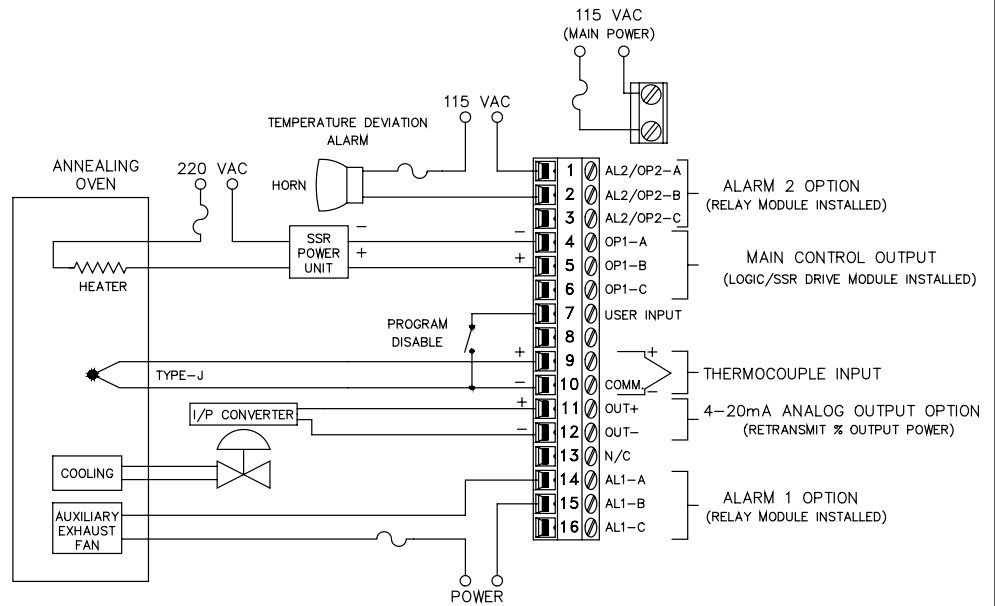 115 VAC
(MAIN POWER)
115 VAC
TEMPERATURE DEVIATION
ALARM
HORN
ANNEALING
OVEN
220 VAC
HEATER
SSR
POWER
UNIT
−
+
−
+
PROGRAM
DISABLE
TYPE-J
+
−
I/P CONVERTER
+
−
COOLING
AUXILIARY
EXHAUST
FAN
POWER
1 AL2/OP2-A
2 AL2/OP2-B
3 AL2/OP2-C
4 OP1-A
5 OP1-B
6 OP1-C
7 USER INPUT
8
9
10 COMM.
11 OUT+
12 OUT-
13 N/C
14 AL1-A
15 AL1-B
16 AL1-C
+
−
ALARM 2 OPTION
(RELAY MODULE INSTALLED)
MAIN CONTROL OUTPUT
(LOGIC/SSR DRIVE MODULE INSTALLED)
THERMOCOUPLE INPUT
4-20mA ANALOG OUTPUT OPTION
(RETRANSMIT % OUTPUT POWER)
ALARM 1 OPTION
(RELAY MODULE INSTALLED)